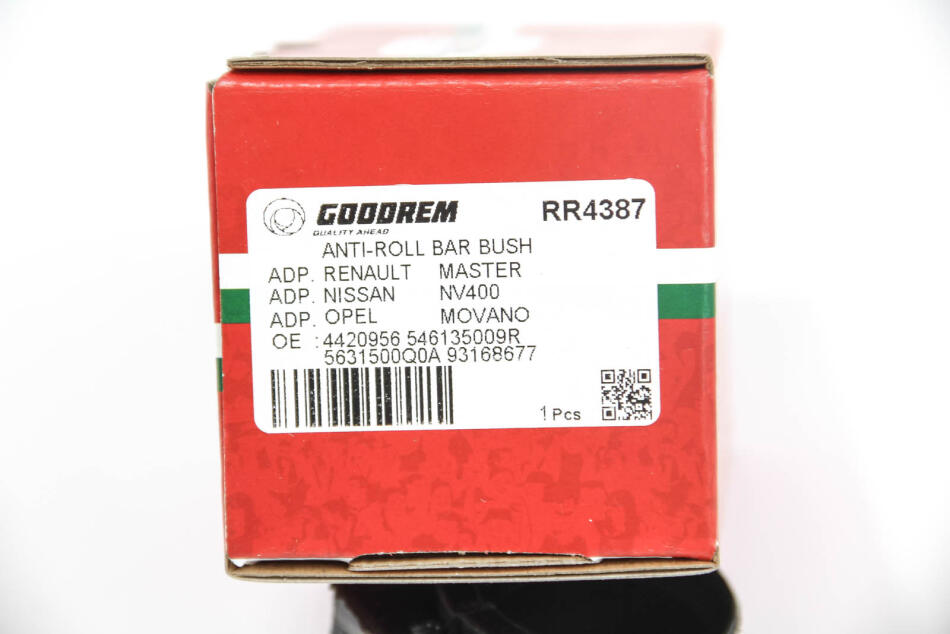 GOODREM RR4387
QUALITY AHEAD
ANTI-ROLL BAR BUSH
ADP. RENAULT MASTER
ADP. NISSAN NV400
ADP. OPEL MOVANO
OE : 4420956 546135009R
5631500Q0A 93168677
1 Pcs